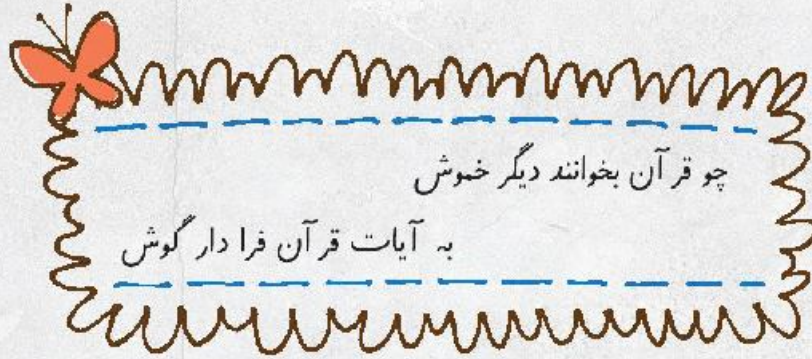 چو قرآن بخوانند دیگر خموش
به آیات قرآن فرا دار گوش